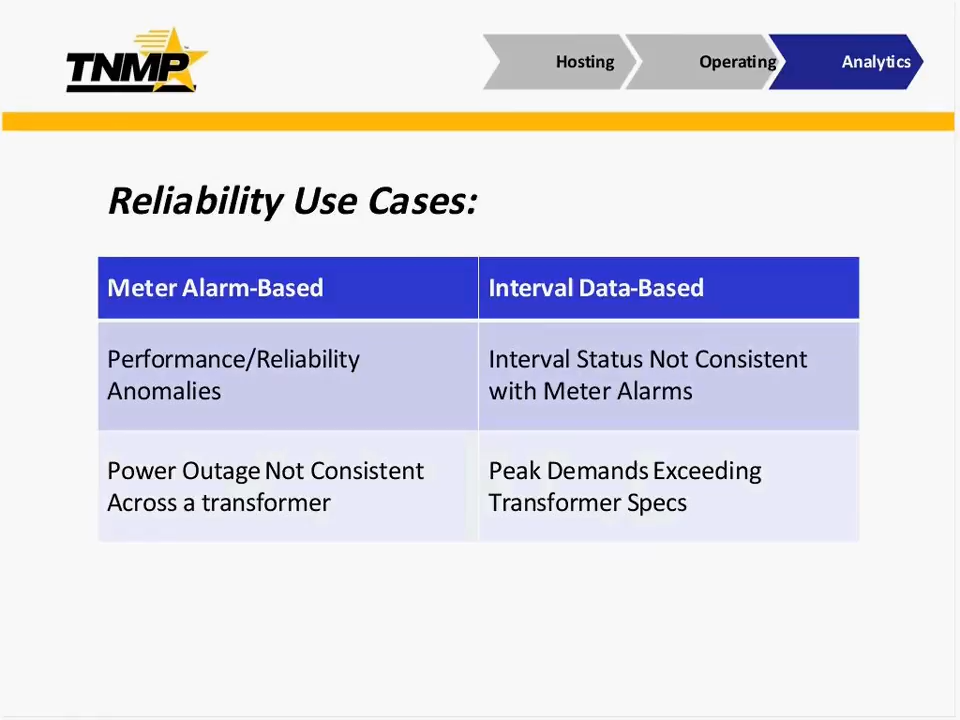 TNMP
Hosting
Operating
Analytics
Reliability Use Cases:
Meter Alarm-Based
Interval Data-Based
Performance/Reliability
Anomalies
Interval Status Not Consistent
with Meter Alarms
Power Outage Not Consistent
Across a transformer
Peak Demands Exceeding
Transformer Specs